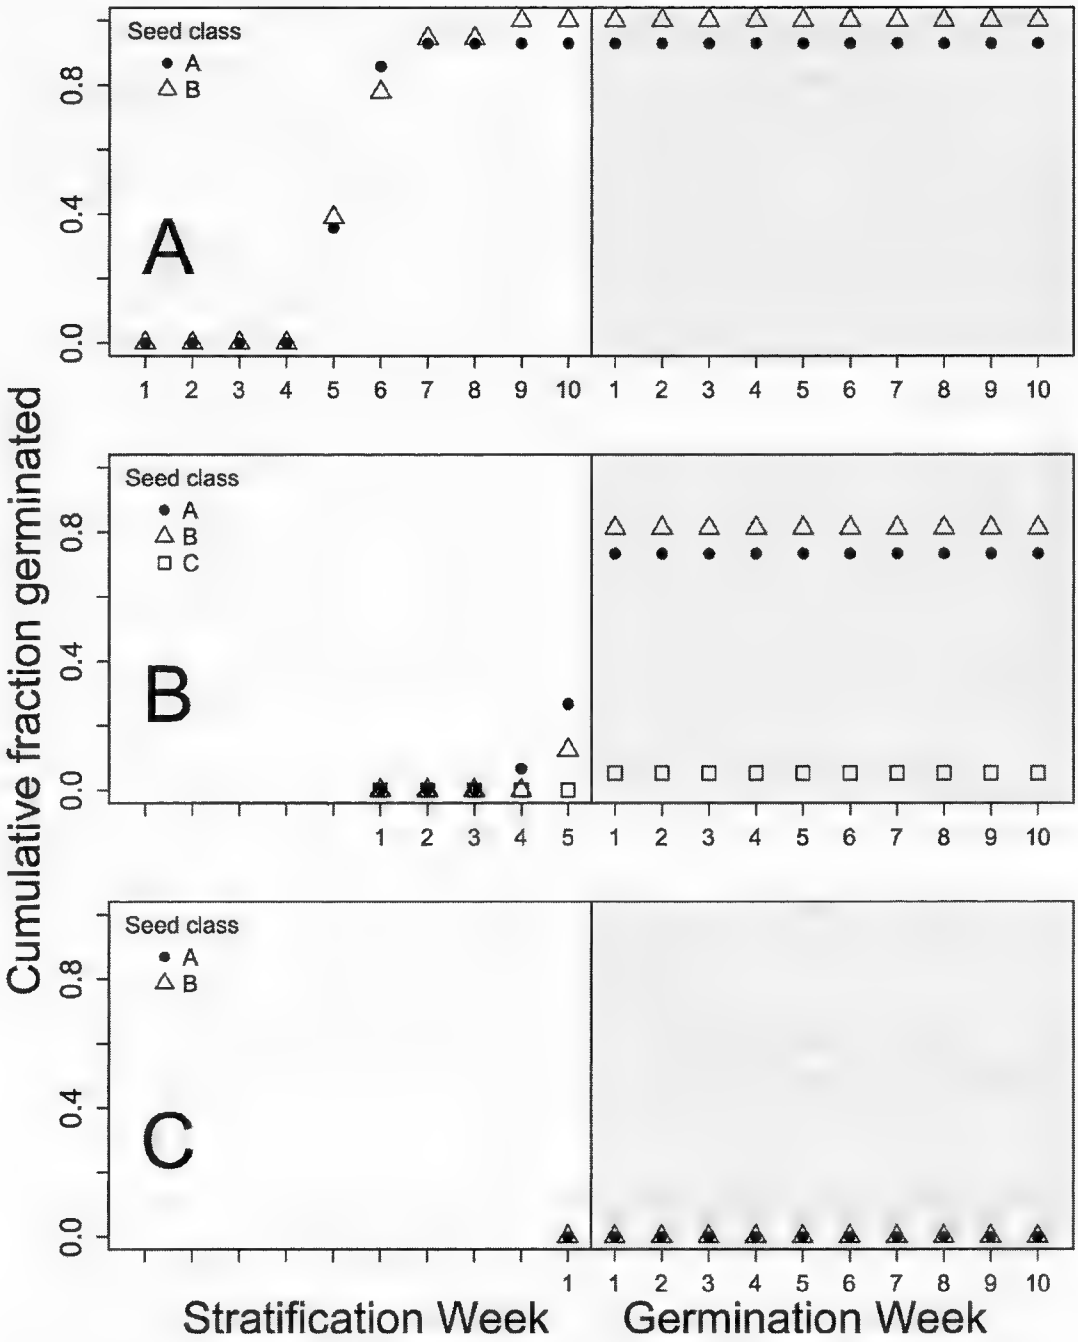 Cumulative fraction germinated
Seed class
A
B
0.8
0.4
0.0
A
1 2 3 4 5 6 7 8 9 10 1 2 3 4 5 6 7 8 9 10
Seed class
A
B
C
0.8
0.4
0.0
B
1 2 3 4 5 1 2 3 4 5 6 7 8 9 10
Seed class
A
B
0.8
0.4
0.0
C
1 1 2 3 4 5 6 7 8 9 10
Stratification Week Germination Week